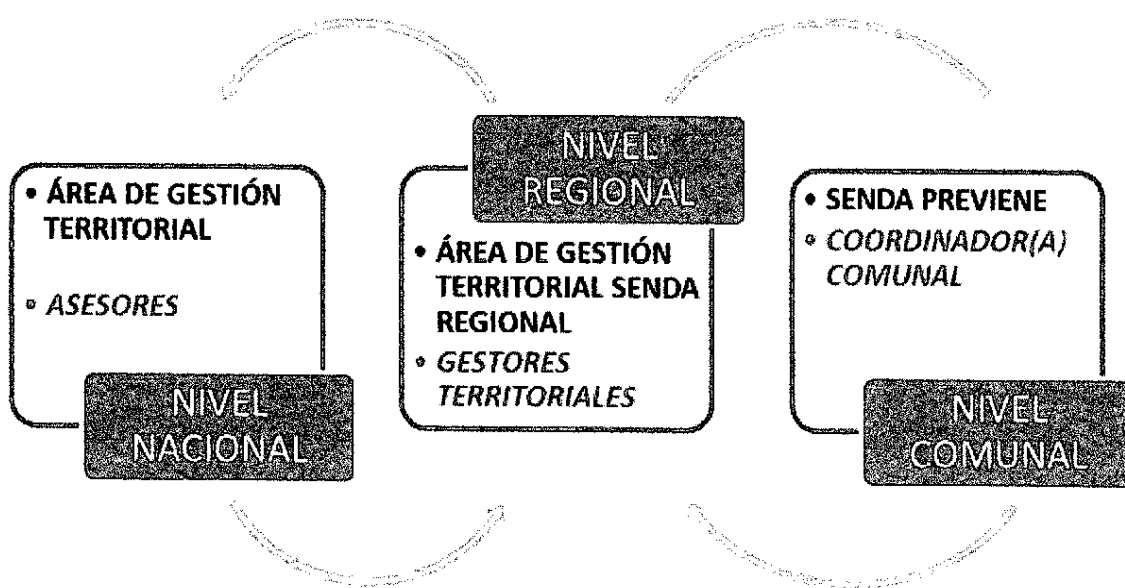 • ÁREA DE GESTIÓN
TERRITORIAL
• ASESORES
NIVEL
NACIONAL
NIVEL
REGIONAL
• ÁREA DE GESTIÓN
TERRITORIAL SENDA
REGIONAL
• GESTORES
TERRITORIALES
• SENDA PREVIENE
• COORDINADOR(A)
COMUNAL
NIVEL
COMUNAL